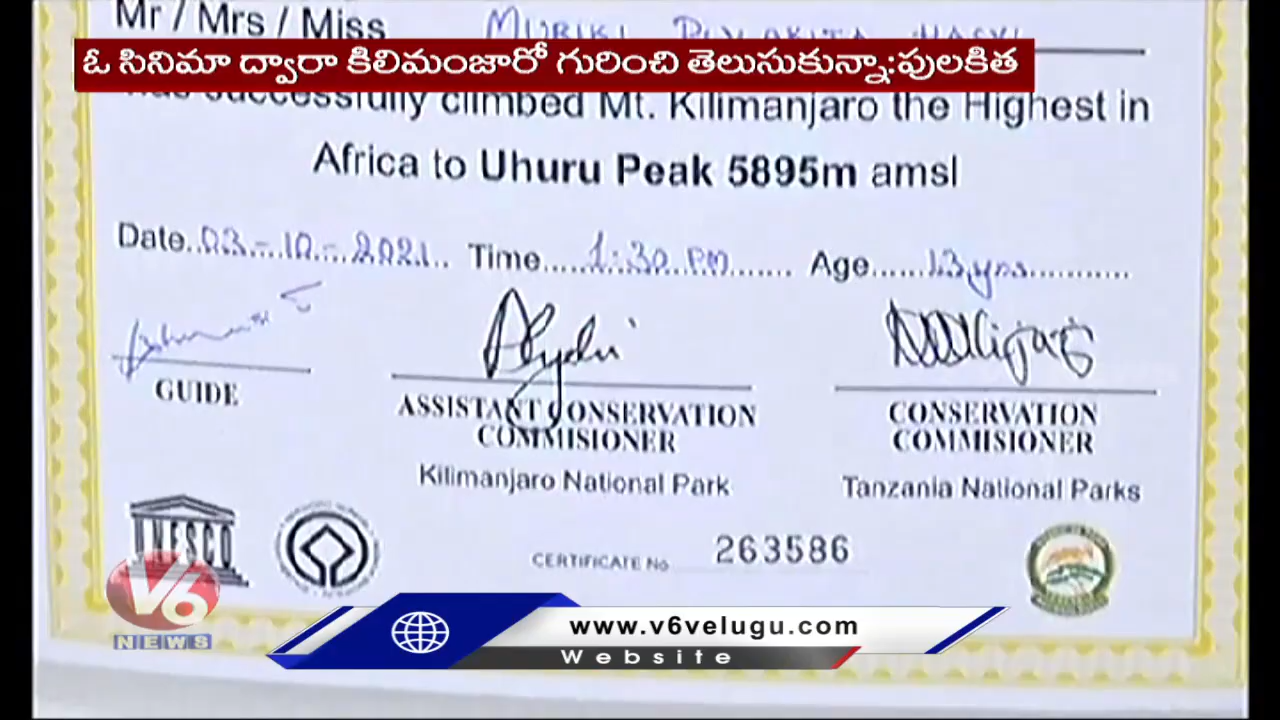 Mr / Mrs / Miss
ఓ సినిమా ద్వారా కిలిమంజారో గురించి తెలుసుకున్నా:పులకిత
has successfully climbed Mt. Kilimanjaro the Highest in
Africa to Uhuru Peak 5895m amsl
Date..03-10-2021.. Time......1:30 PM....... Age......13 yrs............
GUIDE
ASSISTANT CONSERVATION
COMMISIONER
CONSERVATION
COMMISIONER
Kilimanjaro National Park
Tanzania National Parks
UNESCO
CERTIFICATE No. 263586
V6
NEWS
www.v6velugu.com
Website